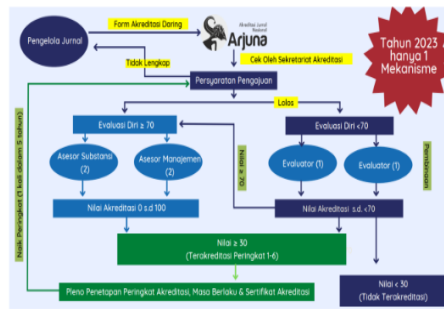 Form Akreditasi Daring
Akreditasi Jurnal
Nasional
Arjuna
Pengelola Jurnal
Tahun 2023
hanya 1
Mekanisme
Tidak Lengkap
Cek Oleh Sekretariat Akreditasi
Persyaratan Pengajuan
Lolos
Evaluasi Diri ≥ 70
Evaluasi Diri <70
Asesor Substansi
(2)
Asesor Manajemen
(2)
Nilai ≥ 70
Evaluator (1)
Evaluator (1)
Pembinaan
Naik Peringkat (1 kali dalam 5 tahun)
Nilai Akreditasi 0 s.d 100
Nilai Akreditasi s.d. <70
Nilai ≥ 30
(Terakreditasi Peringkat 1-6)
Pleno Penetapan Peringkat Akreditasi, Masa Berlaku & Sertifikat Akreditasi
Nilai < 30
(Tidak Terakreditasi)